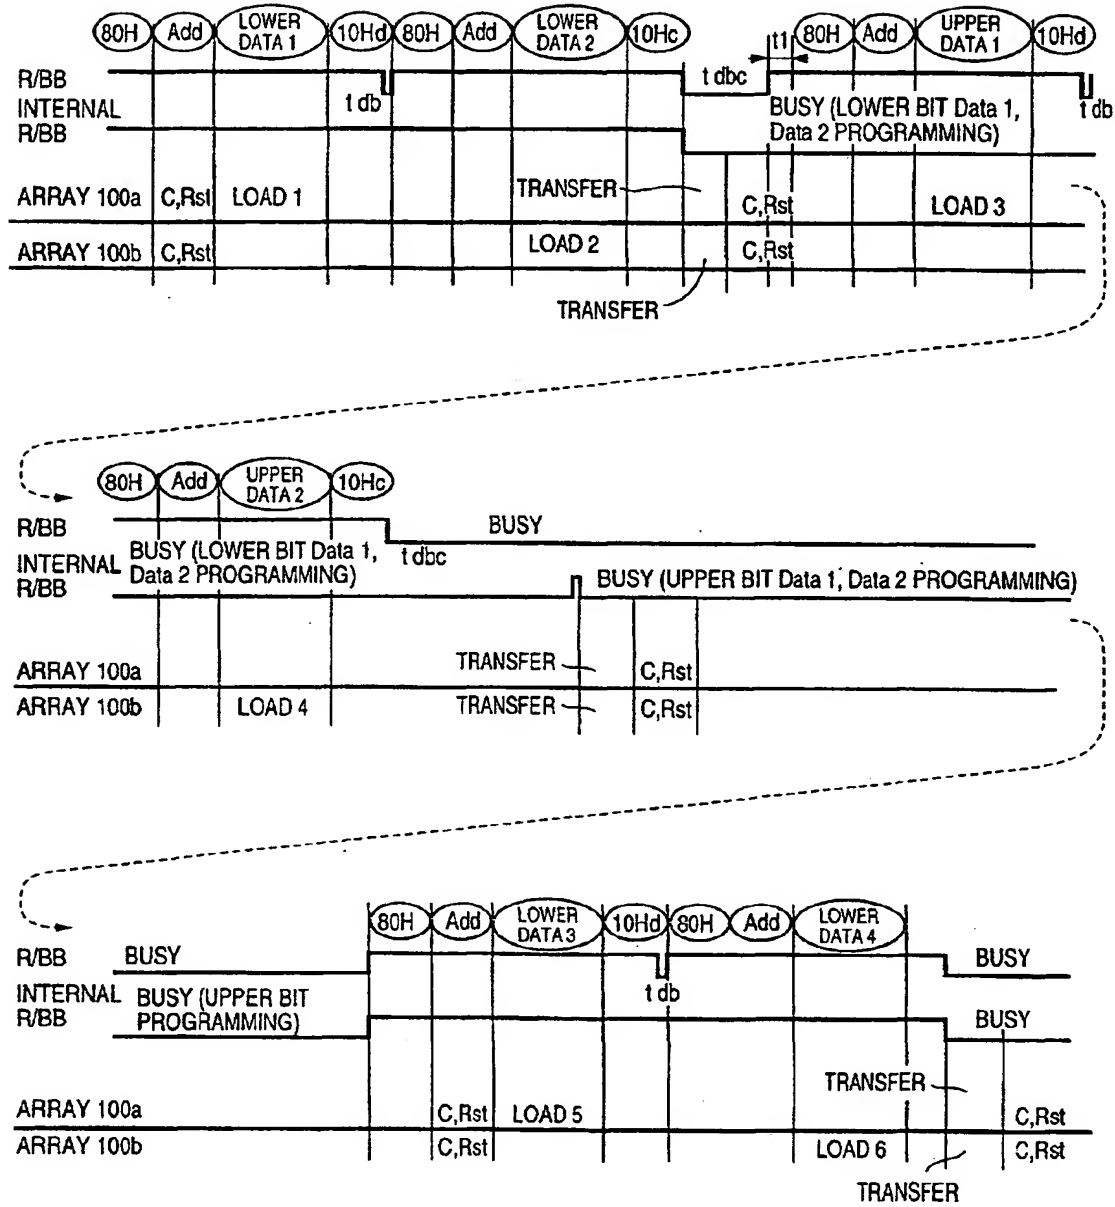 80H Add LOWER DATA 1 10Hd 80H Add LOWER DATA 2 10Hc t1 80H Add UPPER DATA 1 10Hd
R/BB t db t dbc t db
INTERNAL R/BB BUSY (LOWER BIT Data 1, Data 2 PROGRAMMING)
ARRAY 100a C,Rst LOAD 1 TRANSFER C,Rst LOAD 3
ARRAY 100b C,Rst LOAD 2 C,Rst
TRANSFER
80H Add UPPER DATA 2 10Hc
R/BB BUSY
INTERNAL R/BB BUSY (LOWER BIT Data 1, Data 2 PROGRAMMING) t dbc BUSY (UPPER BIT Data 1, Data 2 PROGRAMMING)
ARRAY 100a TRANSFER C,Rst
ARRAY 100b LOAD 4 TRANSFER C,Rst
80H Add LOWER DATA 3 10Hd 80H Add LOWER DATA 4
R/BB BUSY t db BUSY
INTERNAL R/BB BUSY (UPPER BIT PROGRAMMING) BUSY
TRANSFER
ARRAY 100a C,Rst LOAD 5 C,Rst
ARRAY 100b C,Rst LOAD 6 C,Rst
TRANSFER